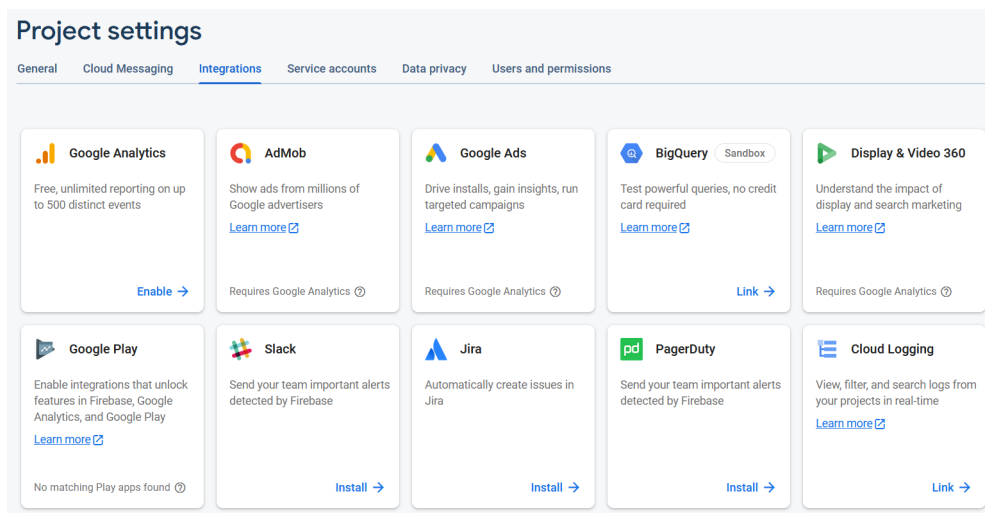 Project settings
General Cloud Messaging Integrations Service accounts Data privacy Users and permissions
Google Analytics
Free, unlimited reporting on up
to 500 distinct events
Enable
AdMob
Show ads from millions of
Google advertisers
Learn more
Requires Google Analytics
Google Ads
Drive installs, gain insights, run
targeted campaigns
Learn more
Requires Google Analytics
BigQuery Sandbox
Test powerful queries, no credit
card required
Learn more
Link
Display & Video 360
Understand the impact of
display and search marketing
Learn more
Requires Google Analytics
Google Play
Enable integrations that unlock
features in Firebase, Google
Analytics, and Google Play
Learn more
No matching Play apps found
Slack
Send your team important alerts
detected by Firebase
Install
Jira
Automatically create issues in
Jira
Install
pd PagerDuty
Send your team important alerts
detected by Firebase
Install
Cloud Logging
View, filter, and search logs from
your projects in real-time
Learn more
Link